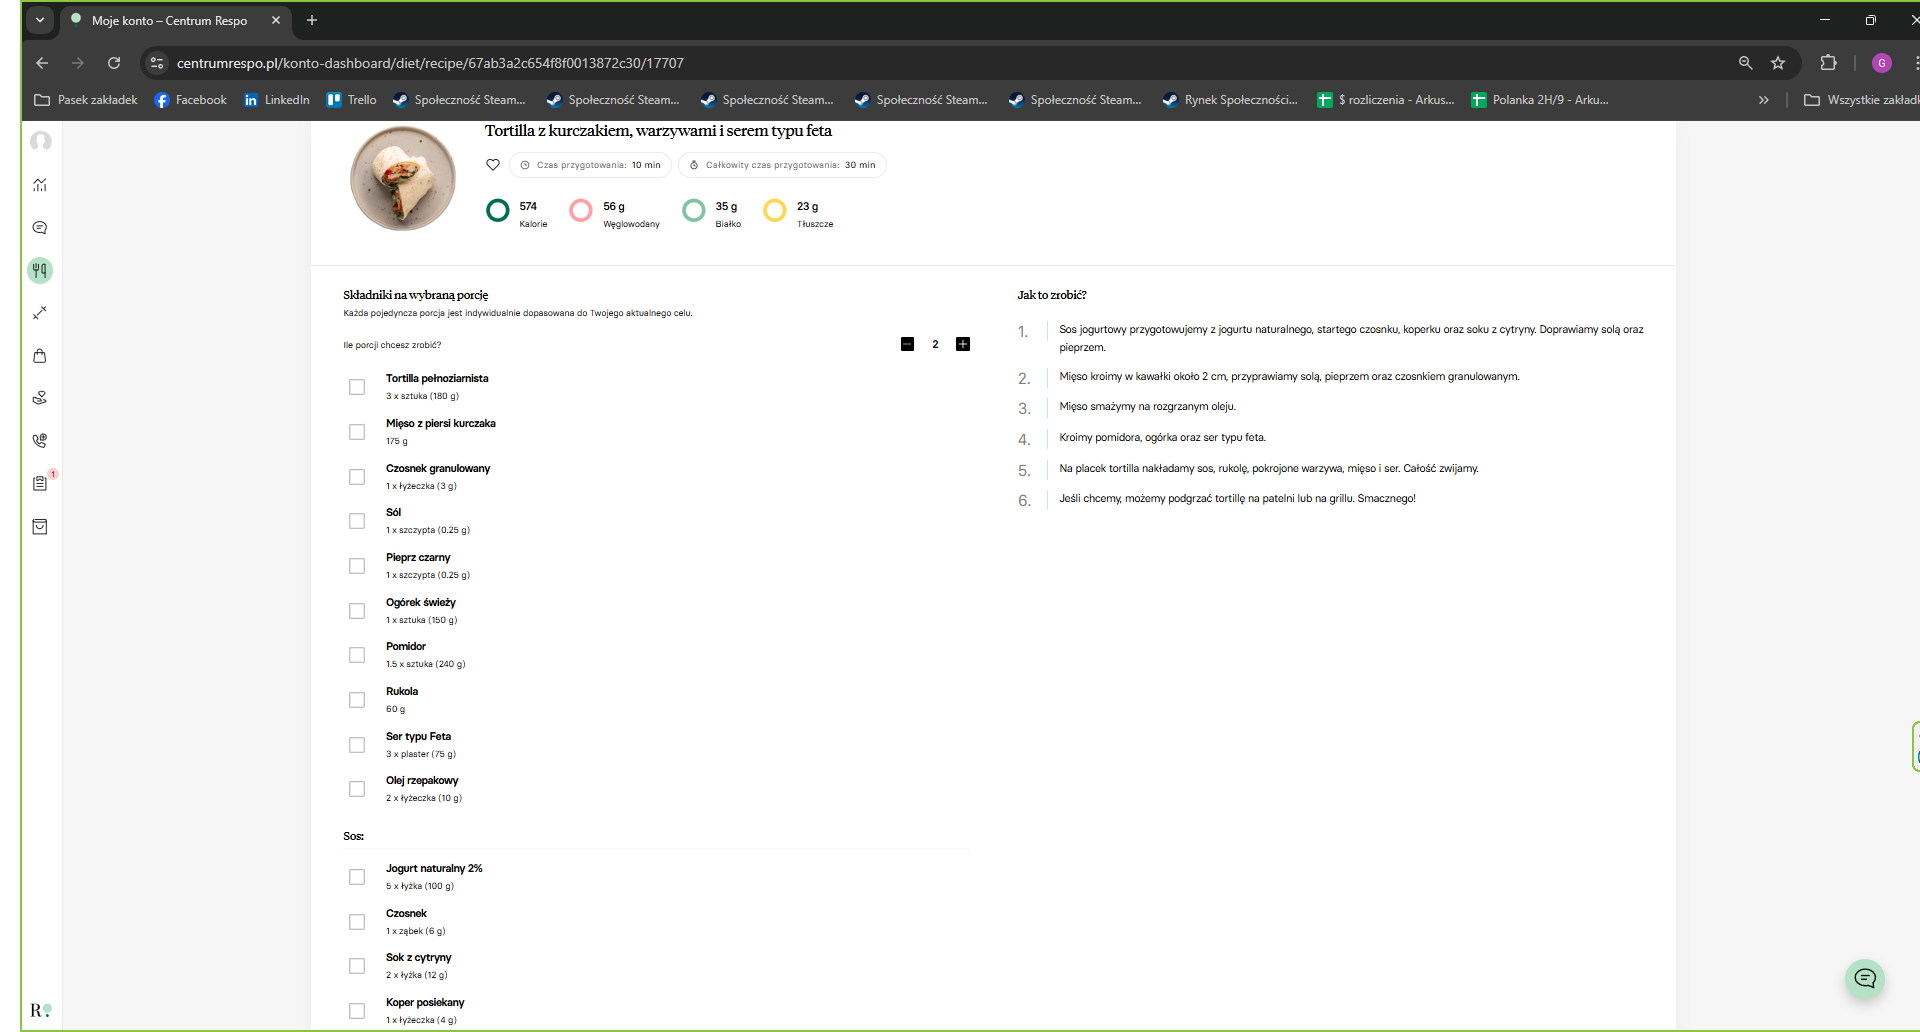 Moje konto – Centrum Respo
centrumrespo.pl/konto-dashboard/diet/recipe/67ab3a2c654f8f0013872c30/17707
G
Pasek zakładek
Facebook
LinkedIn
Trello
Społeczność Steam...
Społeczność Steam...
Społeczność Steam...
Społeczność Steam...
Społeczność Steam...
Rynek Społeczności...
$ rozliczenia - Arkus...
Polanka 2H/9 - Arku...
»
Wszystkie zakład
Tortilla z kurczakiem, warzywami i serem typu feta
Czas przygotowania: 10 min
Całkowity czas przygotowania: 30 min
574
Kalorie
56 g
Węglowodany
35 g
Białko
23 g
Tłuszcze
1
R
Składniki na wybraną porcję
Każda pojedyncza porcja jest indywidualnie dopasowana do Twojego aktualnego celu.
Ile porcji chcesz zrobić?
2
Tortilla pełnoziarnista
3 x sztuka (180 g)
Mięso z piersi kurczaka
175 g
Czosnek granulowany
1 x łyżeczka (3 g)
Sól
1 x szczypta (0.25 g)
Pieprz czarny
1 x szczypta (0.25 g)
Ogórek świeży
1 x sztuka (150 g)
Pomidor
1.5 x sztuka (240 g)
Rukola
60 g
Ser typu Feta
3 x plaster (75 g)
Olej rzepakowy
2 x łyżeczka (10 g)
Sos:
Jogurt naturalny 2%
5 x łyżka (100 g)
Czosnek
1 x ząbek (6 g)
Sok z cytryny
2 x łyżka (12 g)
Koper posiekany
1 x łyżeczka (4 g)
Jak to zrobić?
1. Sos jogurtowy przygotowujemy z jogurtu naturalnego, startego czosnku, koperku oraz soku z cytryny. Doprawiamy solą oraz
pieprzem.
2. Mięso kroimy w kawałki około 2 cm, przyprawiamy solą, pieprzem oraz czosnkiem granulowanym.
3. Mięso smażymy na rozgrzanym oleju.
4. Kroimy pomidora, ogórka oraz ser typu feta.
5. Na placek tortilla nakładamy sos, rukolę, pokrojone warzywa, mięso i ser. Całość zwijamy.
6. Jeśli chcemy, możemy podgrzać tortillę na patelni lub na grillu. Smacznego!